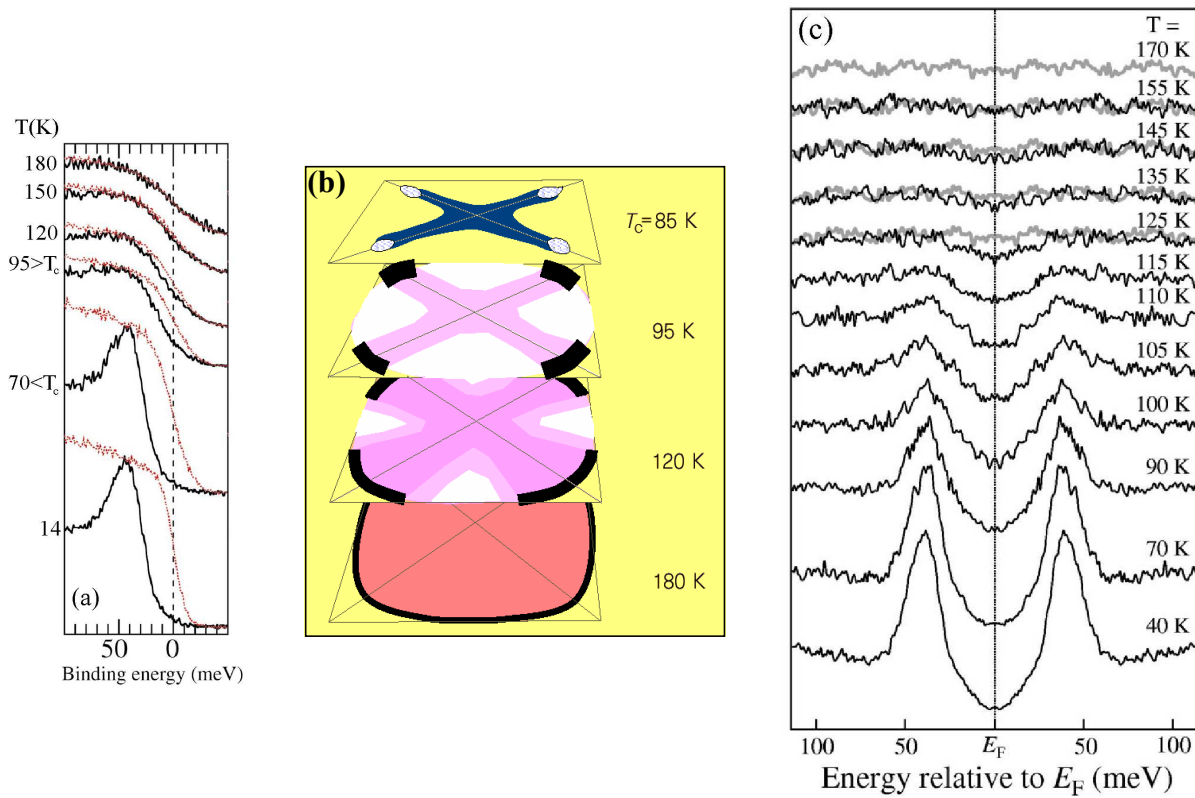 T(K)
180
150
120
95>Tc
70<Tc
14
(a)
50 0
Binding energy (meV)
(b)
Tc=85 K
95 K
120 K
180 K
(c)
T =
170 K
155 K
145 K
135 K
125 K
115 K
110 K
105 K
100 K
90 K
70 K
40 K
100 50 EF 50 100
Energy relative to EF (meV)